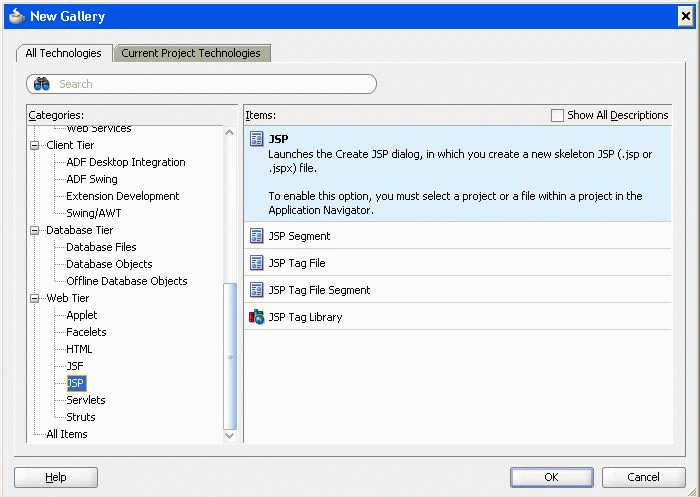 New Gallery
All Technologies
Current Project Technologies
Search
Categories:
Web Services
Client Tier
ADF Desktop Integration
ADF Swing
Extension Development
Swing/AWT
Database Tier
Database Files
Database Objects
Offline Database Objects
Web Tier
Applet
Facelets
HTML
JSF
JSP
Servlets
Struts
All Items
Items:
Show All Descriptions
JSP
Launches the Create JSP dialog, in which you create a new skeleton JSP (.jsp or
.jspx) file.
To enable this option, you must select a project or a file within a project in the
Application Navigator.
JSP Segment
JSP Tag File
JSP Tag File Segment
JSP Tag Library
Help
OK
Cancel